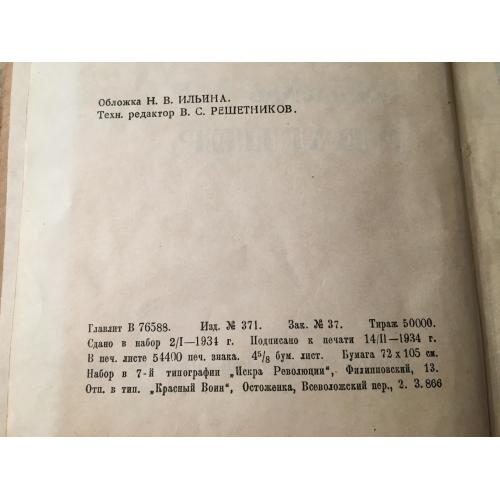 Обложка Н. В. ИЛЬИНА.
Техн. редактор В. С. РЕШЕТНИКОВ.
Главлит В 76588. Изд. № 371. Зак. № 37. Тираж 50000.
Сдано в набор 2/I—1934 г. Подписано к печати 14/II—1934 г.
В печ. листе 54400 печ. знака. 4⁵/₈ бум. лист. Бумага 72 x 105 см.
Набор в 7-й типографии „Искра Революции“, Филипповский, 13.
Отп. в тип. „Красный Воин“, Остоженка, Всеволожский пер., 2. 3.866